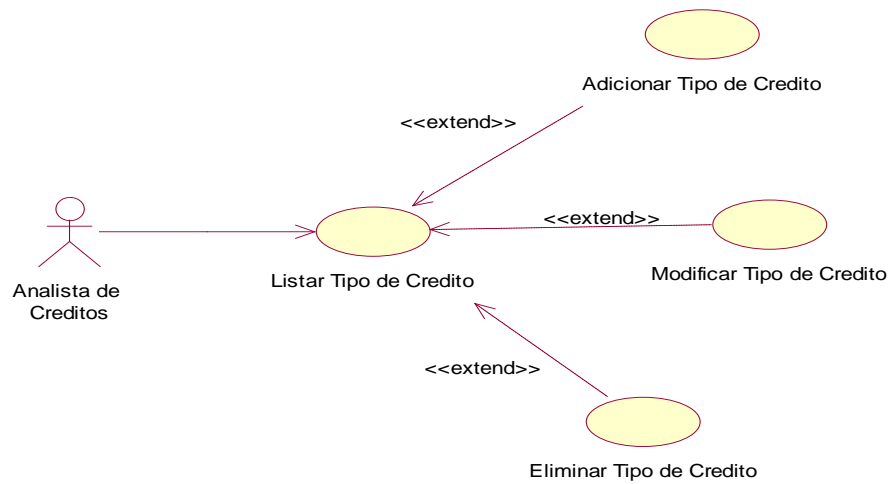 Adicionar Tipo de Credito
<<extend>>
<<extend>>
Modificar Tipo de Credito
Listar Tipo de Credito
Analista de
Creditos
<<extend>>
Eliminar Tipo de Credito